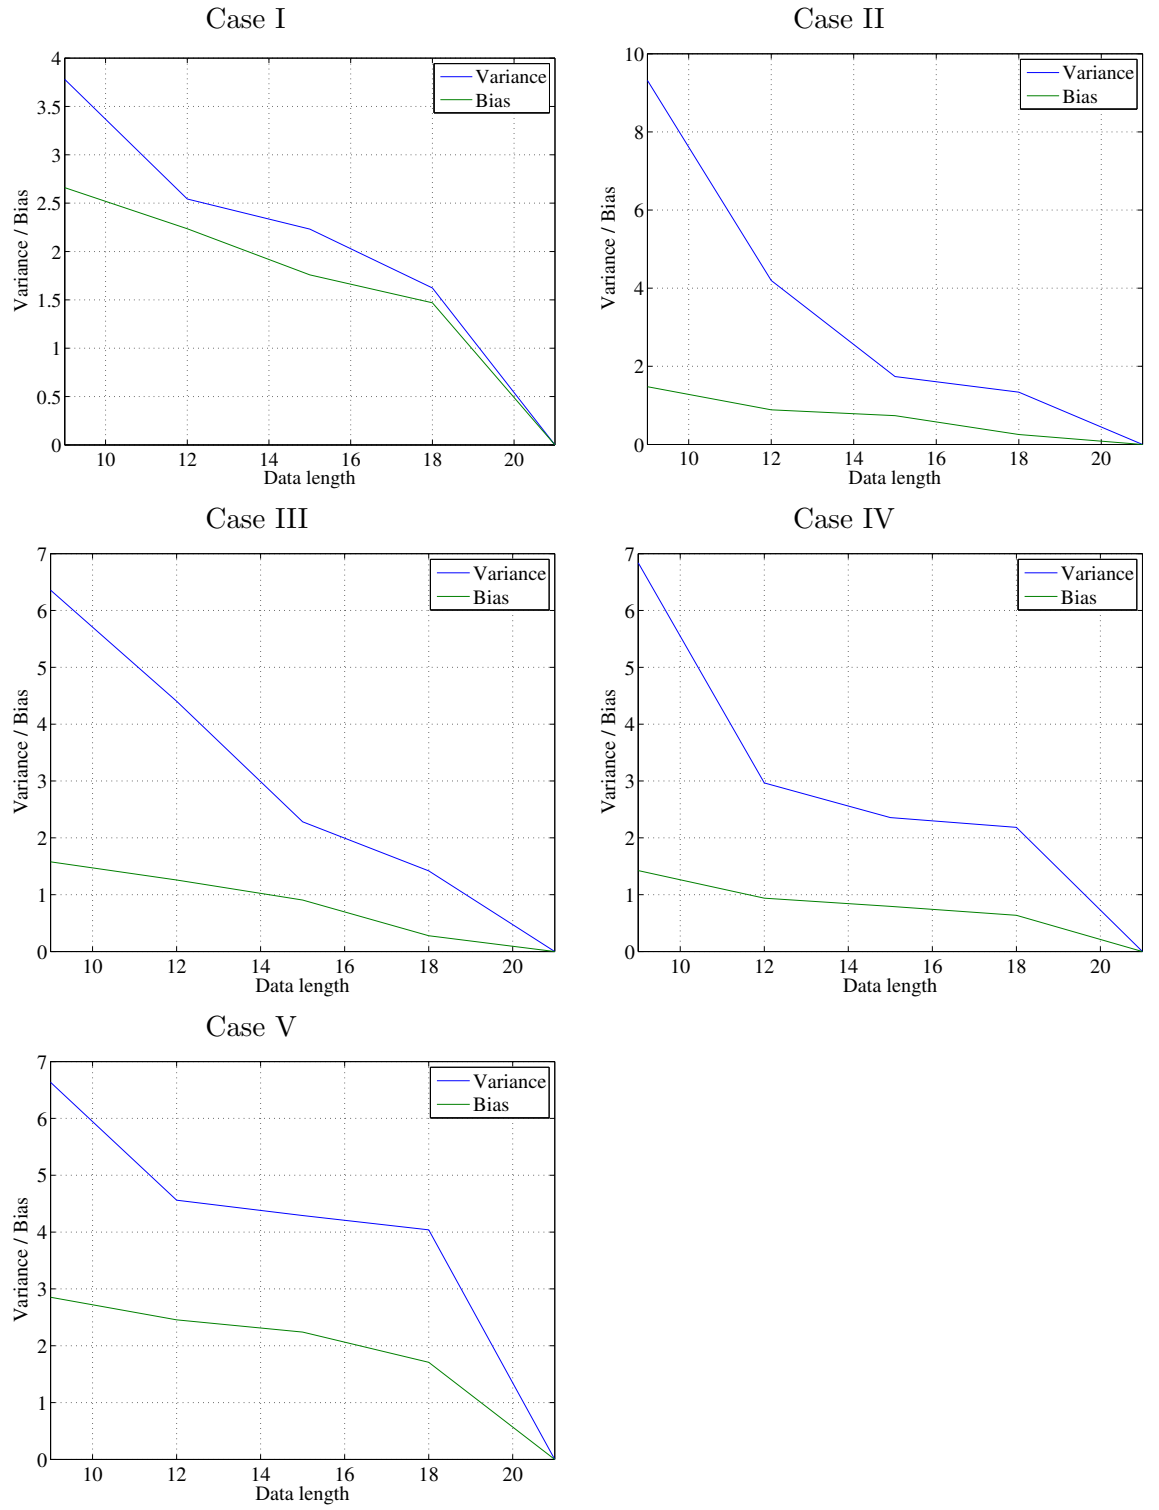 Case I
4
3.5
3
2.5
2
1.5
1
0.5
0
Variance / Bias
Variance
Bias
10 12 14 16 18 20
Data length
Case II
10
8
6
4
2
0
Variance / Bias
Variance
Bias
10 12 14 16 18 20
Data length
Case III
7
6
5
4
3
2
1
0
Variance / Bias
Variance
Bias
10 12 14 16 18 20
Data length
Case IV
7
6
5
4
3
2
1
0
Variance / Bias
Variance
Bias
10 12 14 16 18 20
Data length
Case V
7
6
5
4
3
2
1
0
Variance / Bias
Variance
Bias
10 12 14 16 18 20
Data length